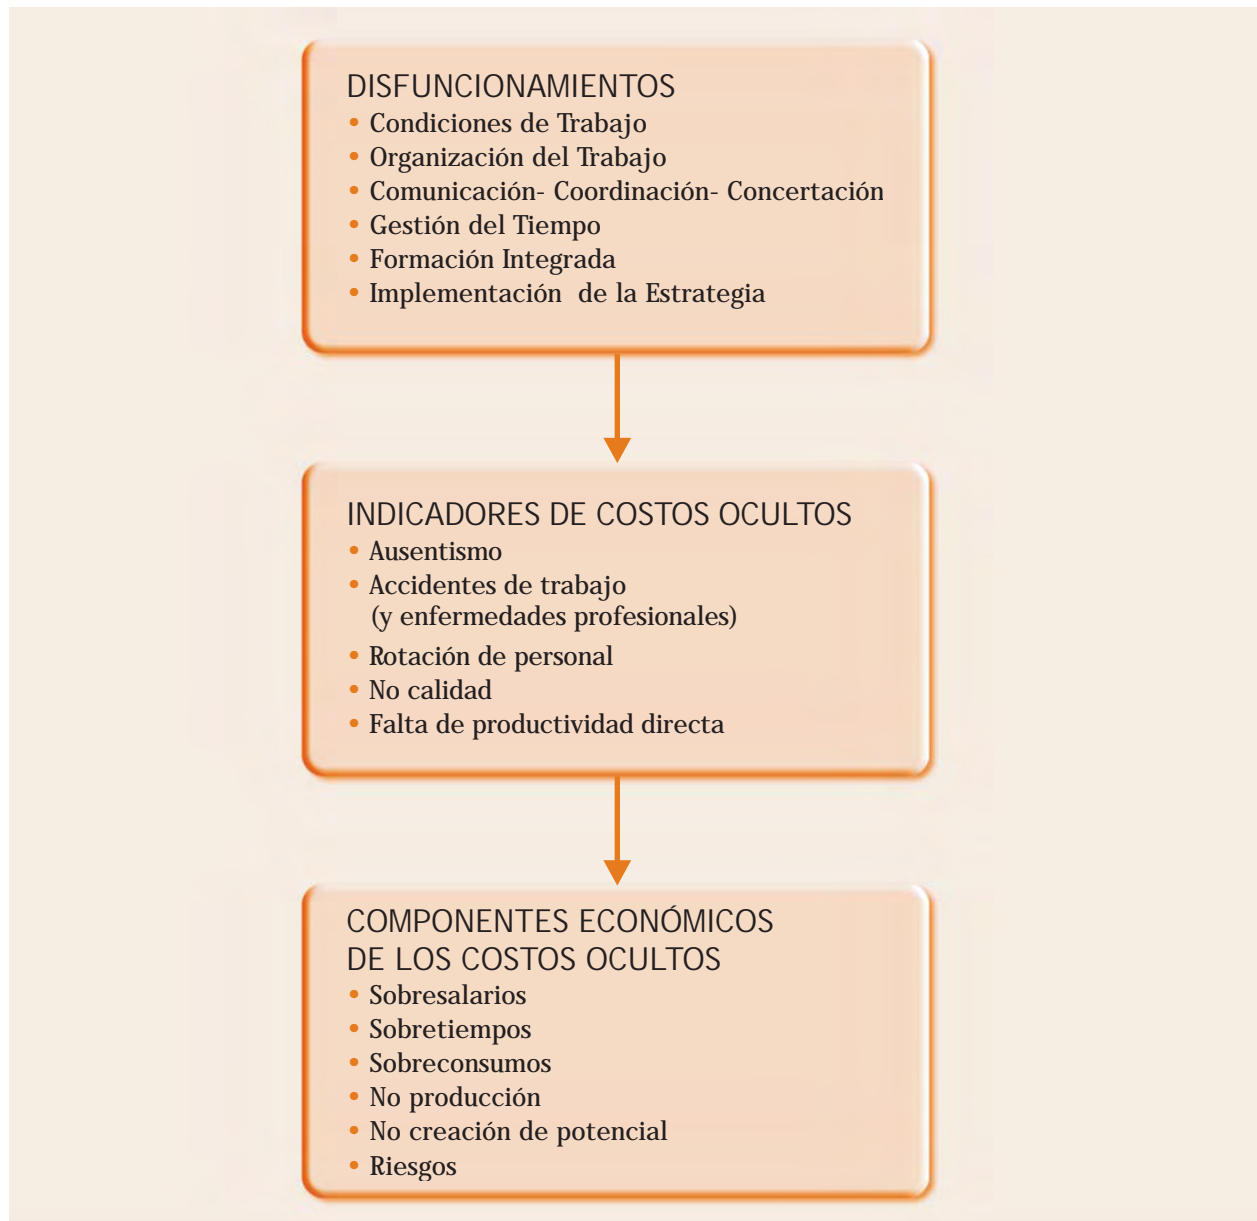 DISFUNCIONAMIENTOS
• Condiciones de Trabajo
• Organización del Trabajo
• Comunicación- Coordinación- Concertación
• Gestión del Tiempo
• Formación Integrada
• Implementación de la Estrategia
INDICADORES DE COSTOS OCULTOS
• Ausentismo
• Accidentes de trabajo
(y enfermedades profesionales)
• Rotación de personal
• No calidad
• Falta de productividad directa
COMPONENTES ECONÓMICOS
DE LOS COSTOS OCULTOS
• Sobresalarios
• Sobretiempos
• Sobreconsumos
• No producción
• No creación de potencial
• Riesgos